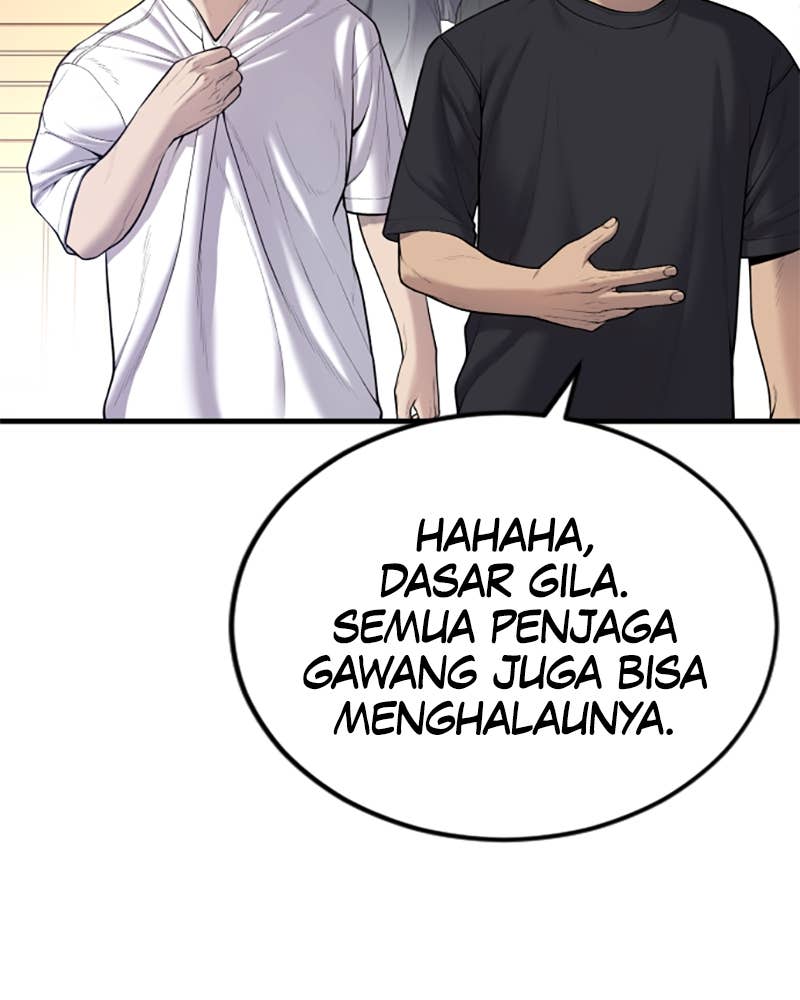 HAHAHA,
DASAR GILA.
SEMUA PENJAGA
GAWANG JUGA BISA
MENGHALAUNYA.